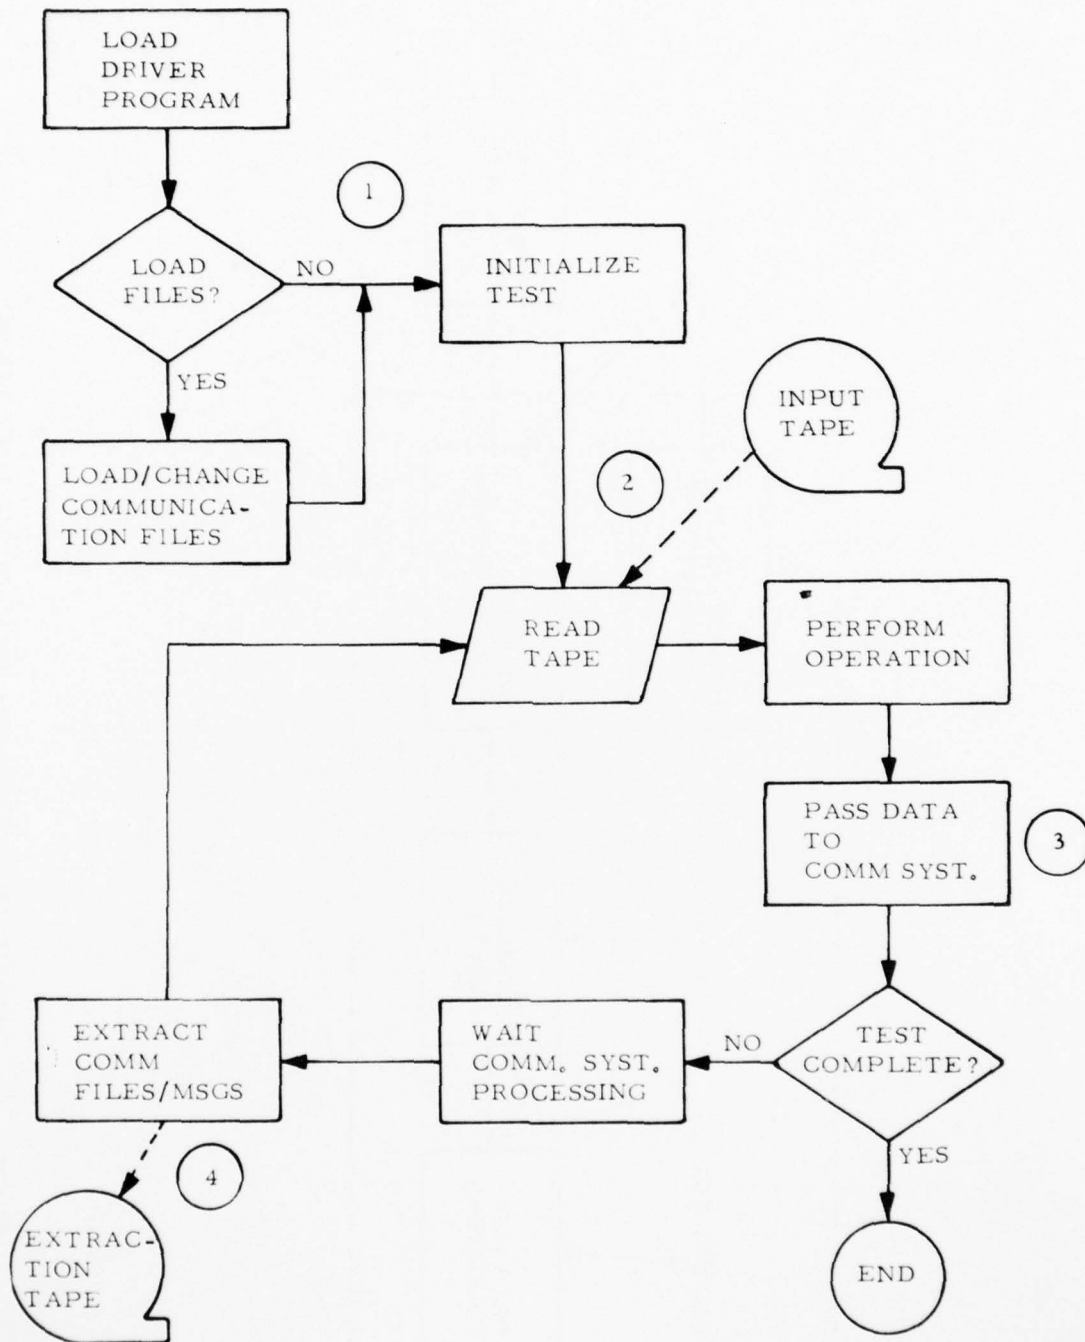 LOAD
DRIVER
PROGRAM
1
LOAD
FILES?
NO
INITIALIZE
TEST
YES
INPUT
TAPE
LOAD/CHANGE
COMMUNICA-
TION FILES
2
READ
TAPE
PERFORM
OPERATION
PASS DATA
TO
COMM SYST.
3
EXTRACT
COMM
FILES/MSGS
WAIT
COMM. SYST.
PROCESSING
NO
TEST
COMPLETE?
YES
4
EXTRAC-
TION
TAPE
END